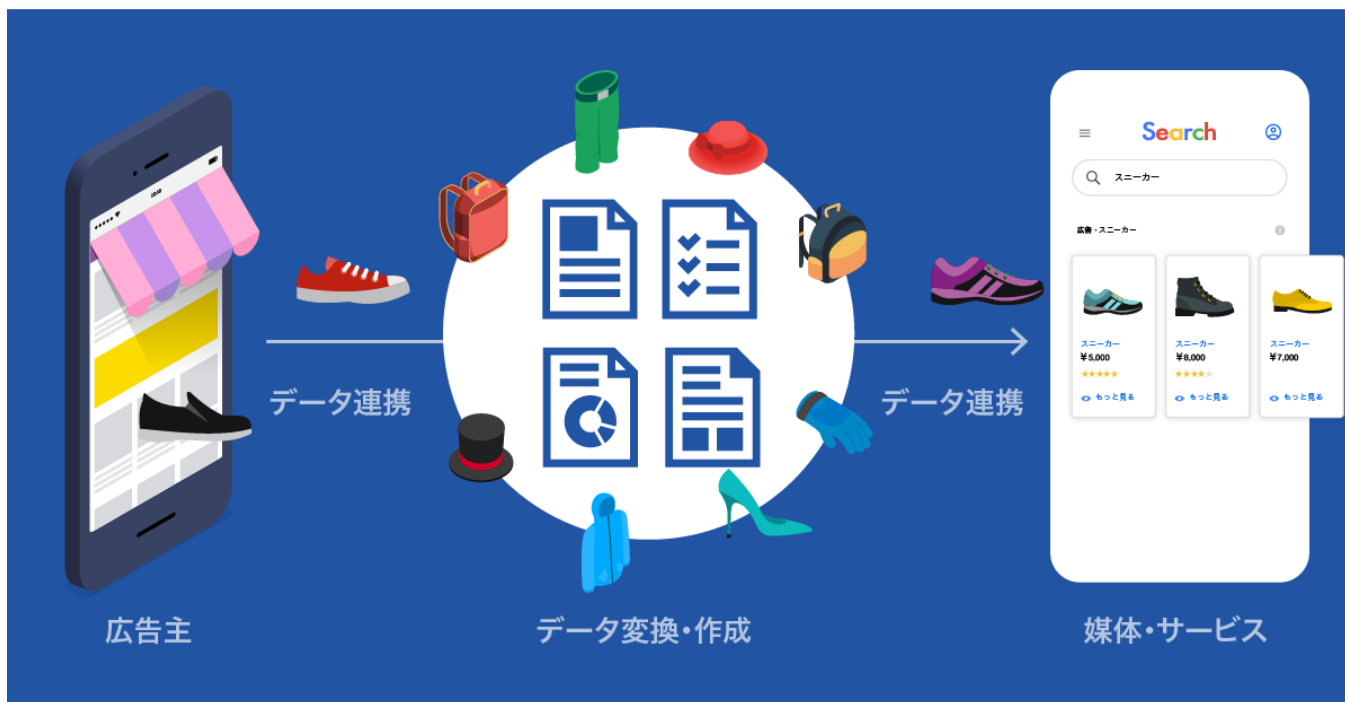 Search
スニーカー
広告・スニーカー
スニーカー
¥5,000
もっと見る
スニーカー
¥8,000
もっと見る
スニーカー
¥7,000
もっと見る
データ連携
データ連携
広告主
データ変換・作成
媒体・サービス